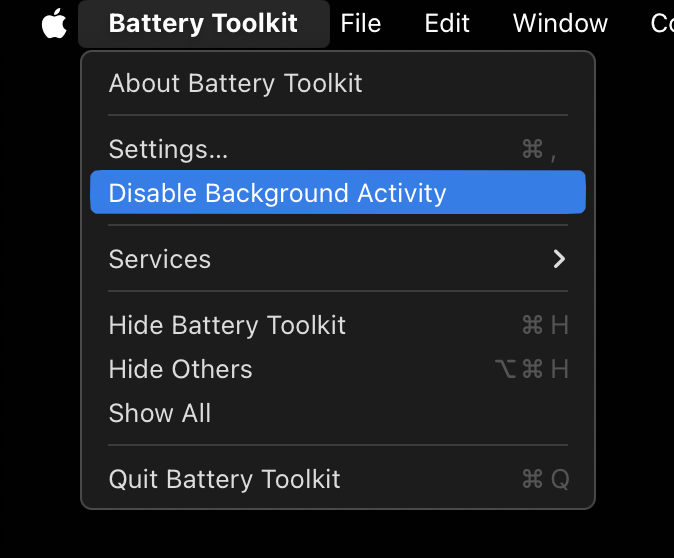 Battery Toolkit File Edit Window Co
About Battery Toolkit
Settings... ⌘ ,
Disable Background Activity
Services
Hide Battery Toolkit ⌘ H
Hide Others ⌥ ⌘ H
Show All
Quit Battery Toolkit ⌘ Q